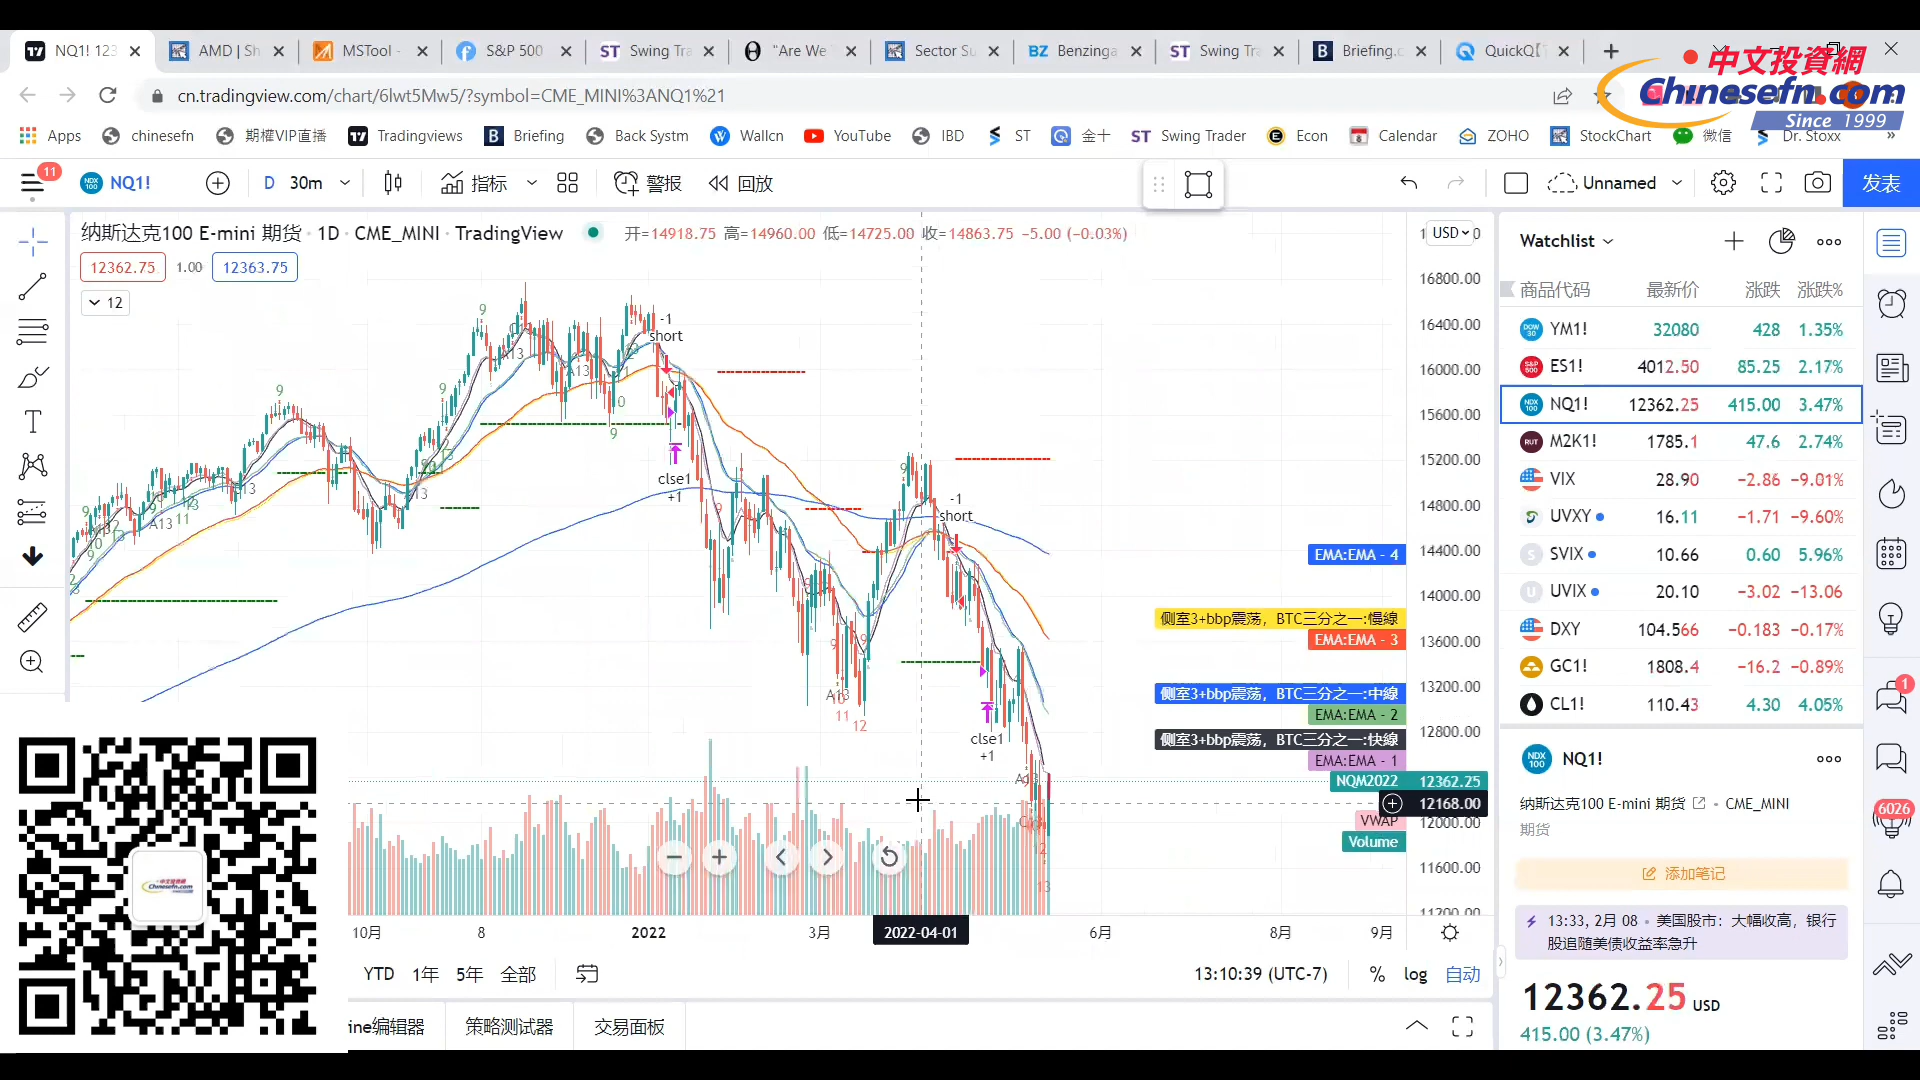 NQ1! 123
AMD | Sh
MSTool -
S&P 500
Swing Tra
"Are We
Sector Su
Benzinga
Swing Tra
Briefing.c
QuickQ
中文投資網
Chinesefn.com
Since 1999
cn.tradingview.com/chart/6lwt5Mw5/?symbol=CME_MINI%3ANQ1%21
Apps
chinesefn
期權VIP直播
Tradingviews
Briefing
Back Systm
Wallcn
YouTube
IBD
ST
金十
Swing Trader
Econ
Calendar
ZOHO
StockChart
微信
Dr. Stoxx
11
NQ1!
D 30m
指标
警报
回放
Unnamed
发表
纳斯达克100 E-mini 期货 · 1D · CME_MINI · TradingView
开=14918.75 高=14960.00 低=14725.00 收=14863.75 −5.00 (−0.03%)
12362.75 1.00 12363.75
12
USD
16800.00
16400.00
16000.00
15600.00
15200.00
14800.00
14400.00
14000.00
13600.00
13200.00
12800.00
12362.25
12168.00
12000.00
11600.00
11200.00
-1
short
clse1
+1
-1
short
clse1
+1
EMA:EMA - 4
侧室3+bbp震荡，BTC三分之一:慢線
EMA:EMA - 3
侧室3+bbp震荡，BTC三分之一:中線
EMA:EMA - 2
侧室3+bbp震荡，BTC三分之一:快線
EMA:EMA - 1
NQM2022
VWAP
Volume
10月
8
2022
3月
2022-04-01
6月
8月
9月
YTD 1年 5年 全部
13:10:39 (UTC-7)
% log 自动
ine编辑器 策略测试器 交易面板
Watchlist
商品代码 最新价 涨跌 涨跌%
YM1! 32080 428 1.35%
ES1! 4012.50 85.25 2.17%
NQ1! 12362.25 415.00 3.47%
M2K1! 1785.1 47.6 2.74%
VIX 28.90 −2.86 −9.01%
UVXY 16.11 −1.71 −9.60%
SVIX 10.66 0.60 5.96%
UVIX 20.10 −3.02 −13.06
DXY 104.566 −0.183 −0.17%
GC1! 1808.4 −16.2 −0.89%
CL1! 110.43 4.30 4.05%
NQ1!
纳斯达克100 E-mini 期货 · CME_MINI
期货
添加笔记
13:33, 2月 08 · 美国股市：大幅收高，银行
股追随美债收益率急升
12362.25 USD
415.00 (3.47%)
1
6026